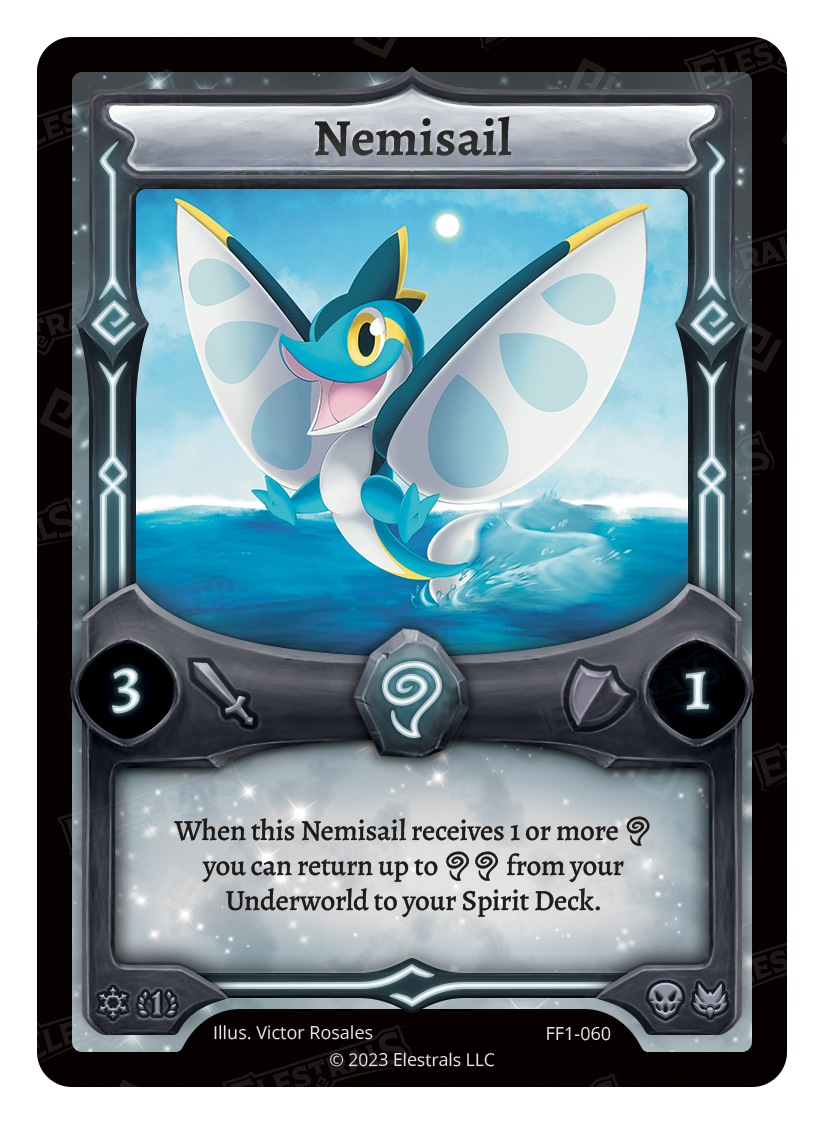 Nemisail
3
1
When this Nemisail receives 1 or more
you can return up to from your
Underworld to your Spirit Deck.
1
Illus. Victor Rosales
FF1-060
© 2023 Elestrals LLC